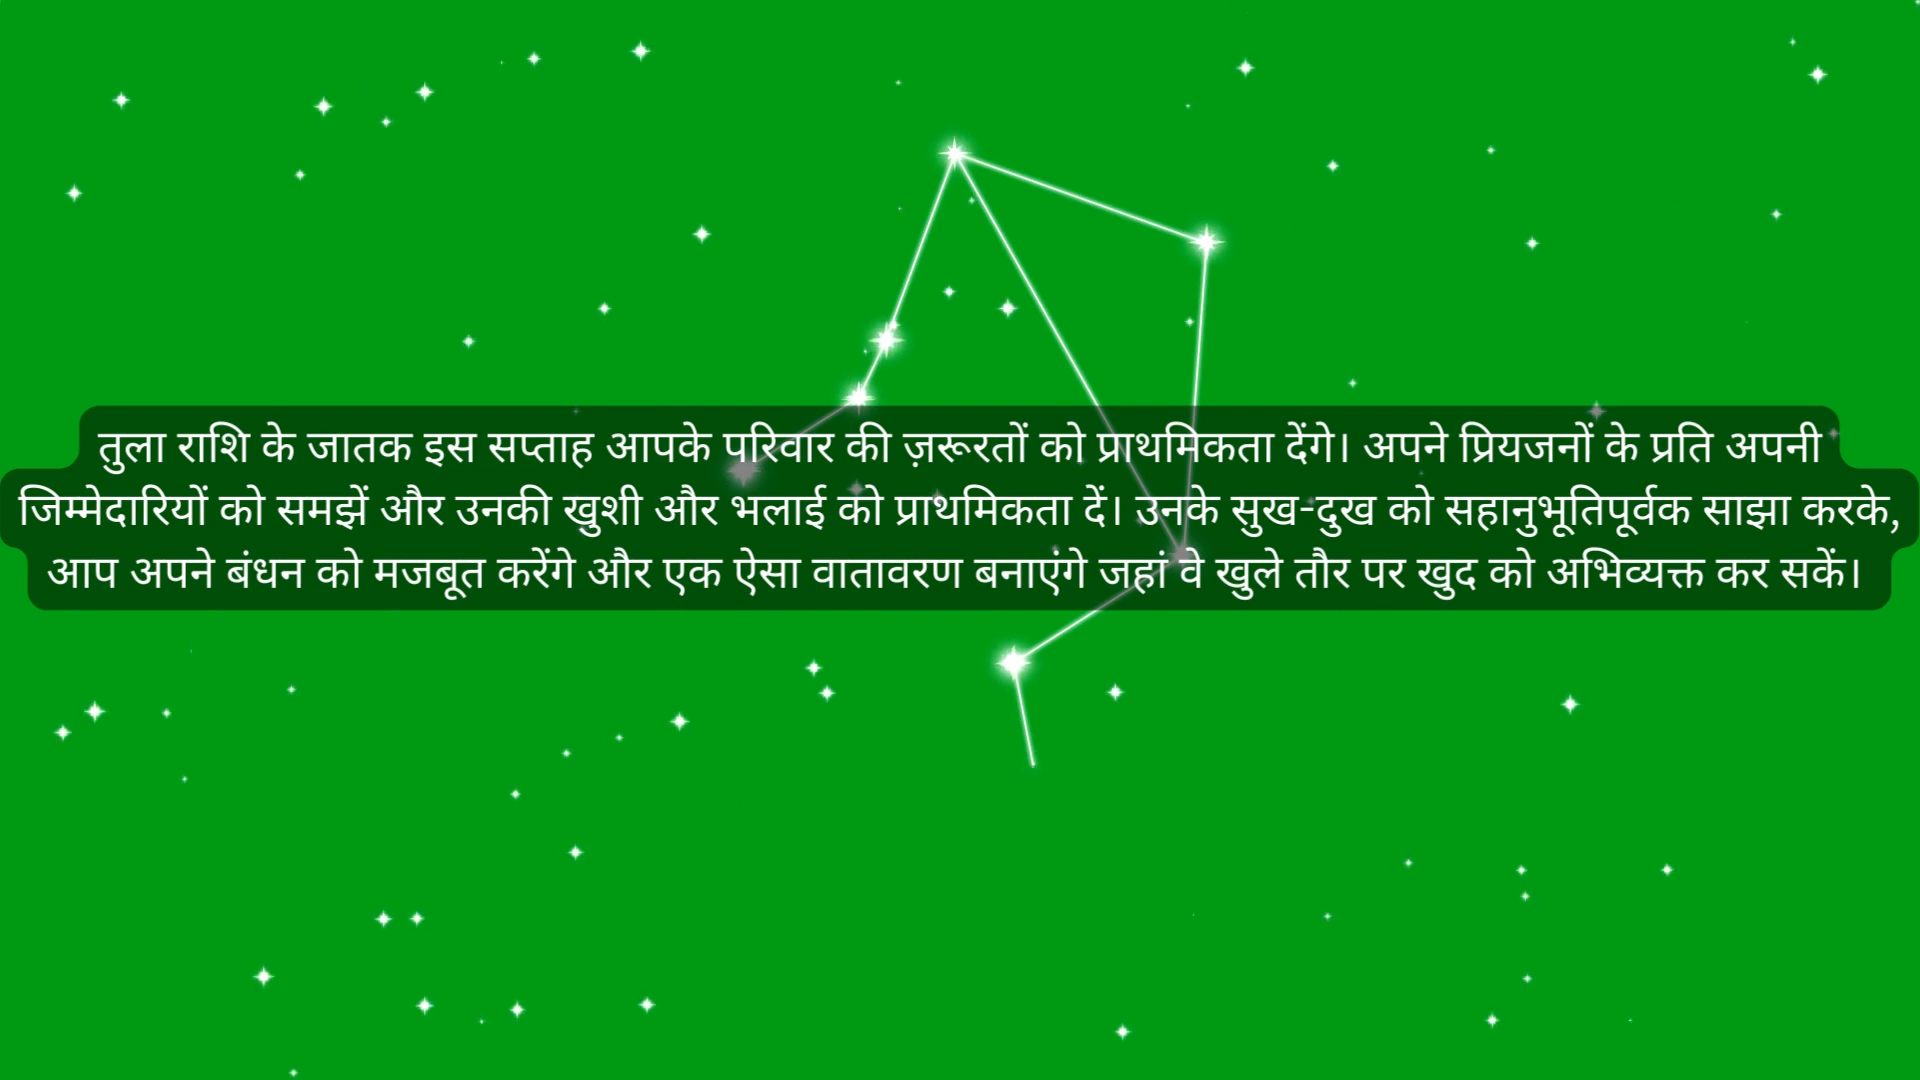 तुला राशि के जातक इस सप्ताह आपके परिवार की ज़रूरतों को प्राथमिकता देंगे। अपने प्रियजनों के प्रति अपनी
जिम्मेदारियों को समझें और उनकी खुशी और भलाई को प्राथमिकता दें। उनके सुख-दुख को सहानुभूतिपूर्वक साझा करके,
आप अपने बंधन को मजबूत करेंगे और एक ऐसा वातावरण बनाएंगे जहां वे खुले तौर पर खुद को अभिव्यक्त कर सकें।